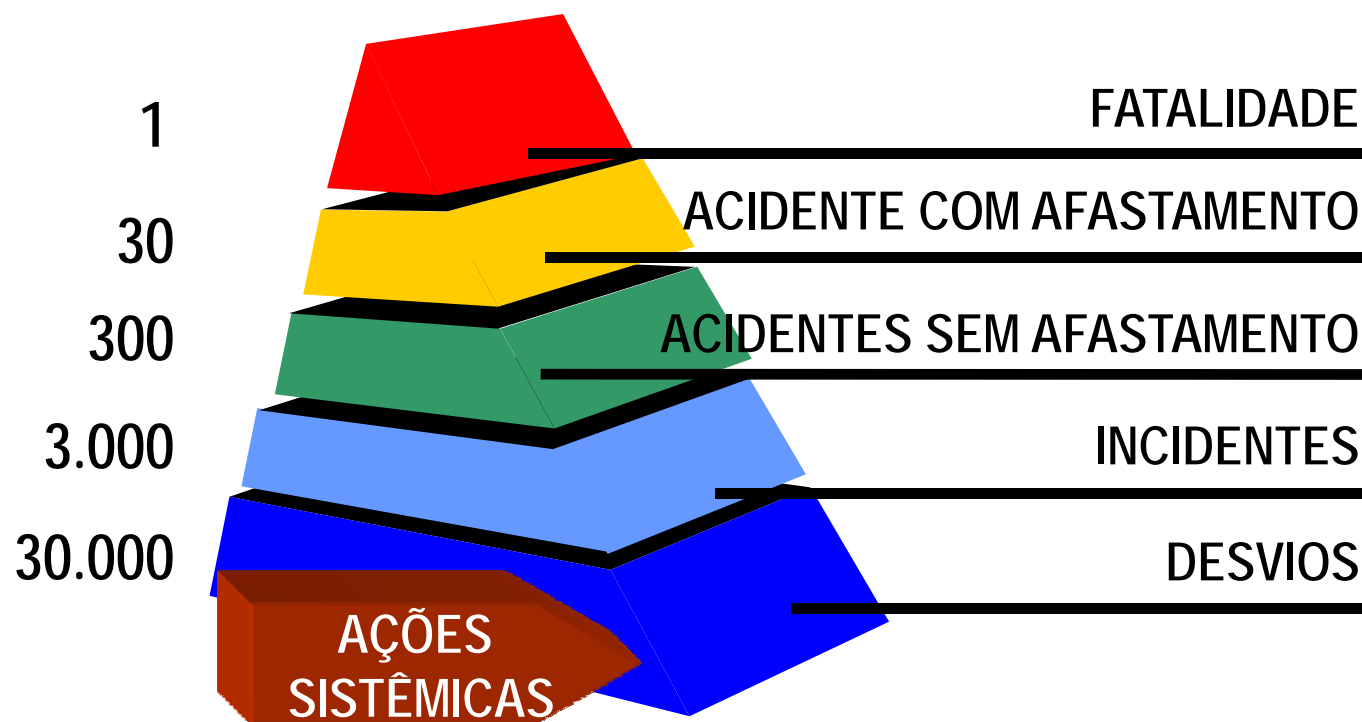 1
FATALIDADE
30
ACIDENTE COM AFASTAMENTO
300
ACIDENTES SEM AFASTAMENTO
3.000
INCIDENTES
30.000
DESVIOS
AÇÕES
SISTÊMICAS